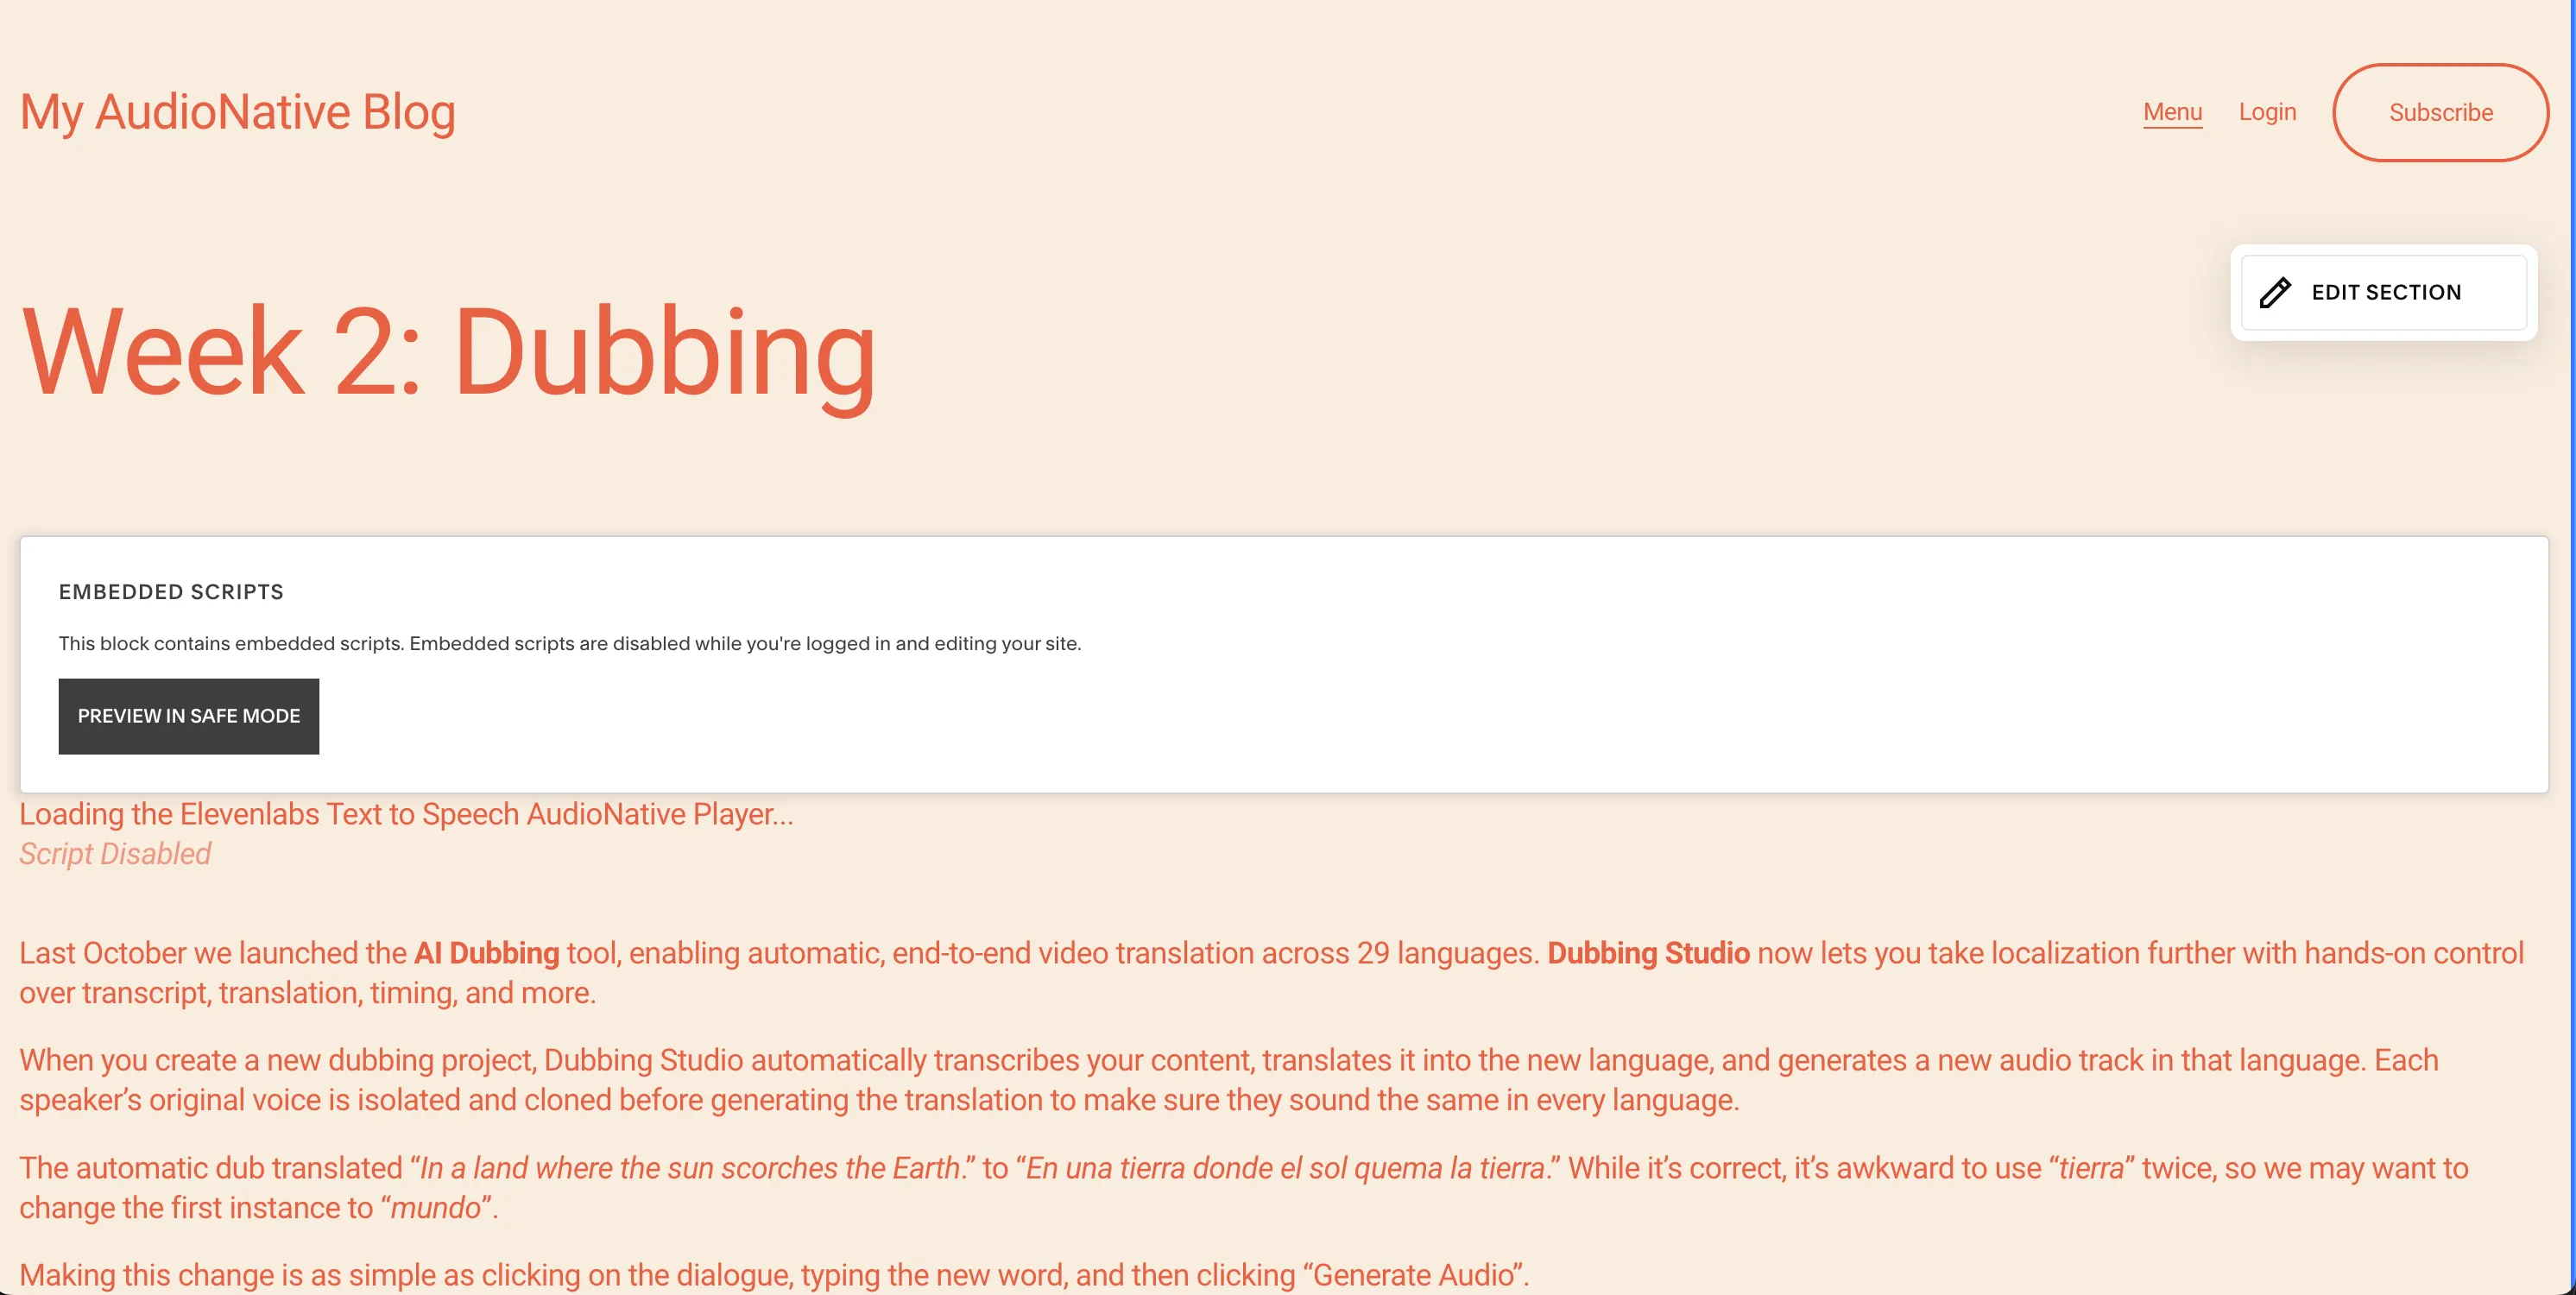 My AudioNative Blog
Menu
Login
Subscribe
EDIT SECTION
Week 2: Dubbing
EMBEDDED SCRIPTS
This block contains embedded scripts. Embedded scripts are disabled while you're logged in and editing your site.
PREVIEW IN SAFE MODE
Loading the Elevenlabs Text to Speech AudioNative Player...
Script Disabled
Last October we launched the AI Dubbing tool, enabling automatic, end-to-end video translation across 29 languages. Dubbing Studio now lets you take localization further with hands-on control
over transcript, translation, timing, and more.
When you create a new dubbing project, Dubbing Studio automatically transcribes your content, translates it into the new language, and generates a new audio track in that language. Each
speaker’s original voice is isolated and cloned before generating the translation to make sure they sound the same in every language.
The automatic dub translated “In a land where the sun scorches the Earth.” to “En una tierra donde el sol quema la tierra.” While it’s correct, it’s awkward to use “tierra” twice, so we may want to
change the first instance to “mundo”.
Making this change is as simple as clicking on the dialogue, typing the new word, and then clicking “Generate Audio”.